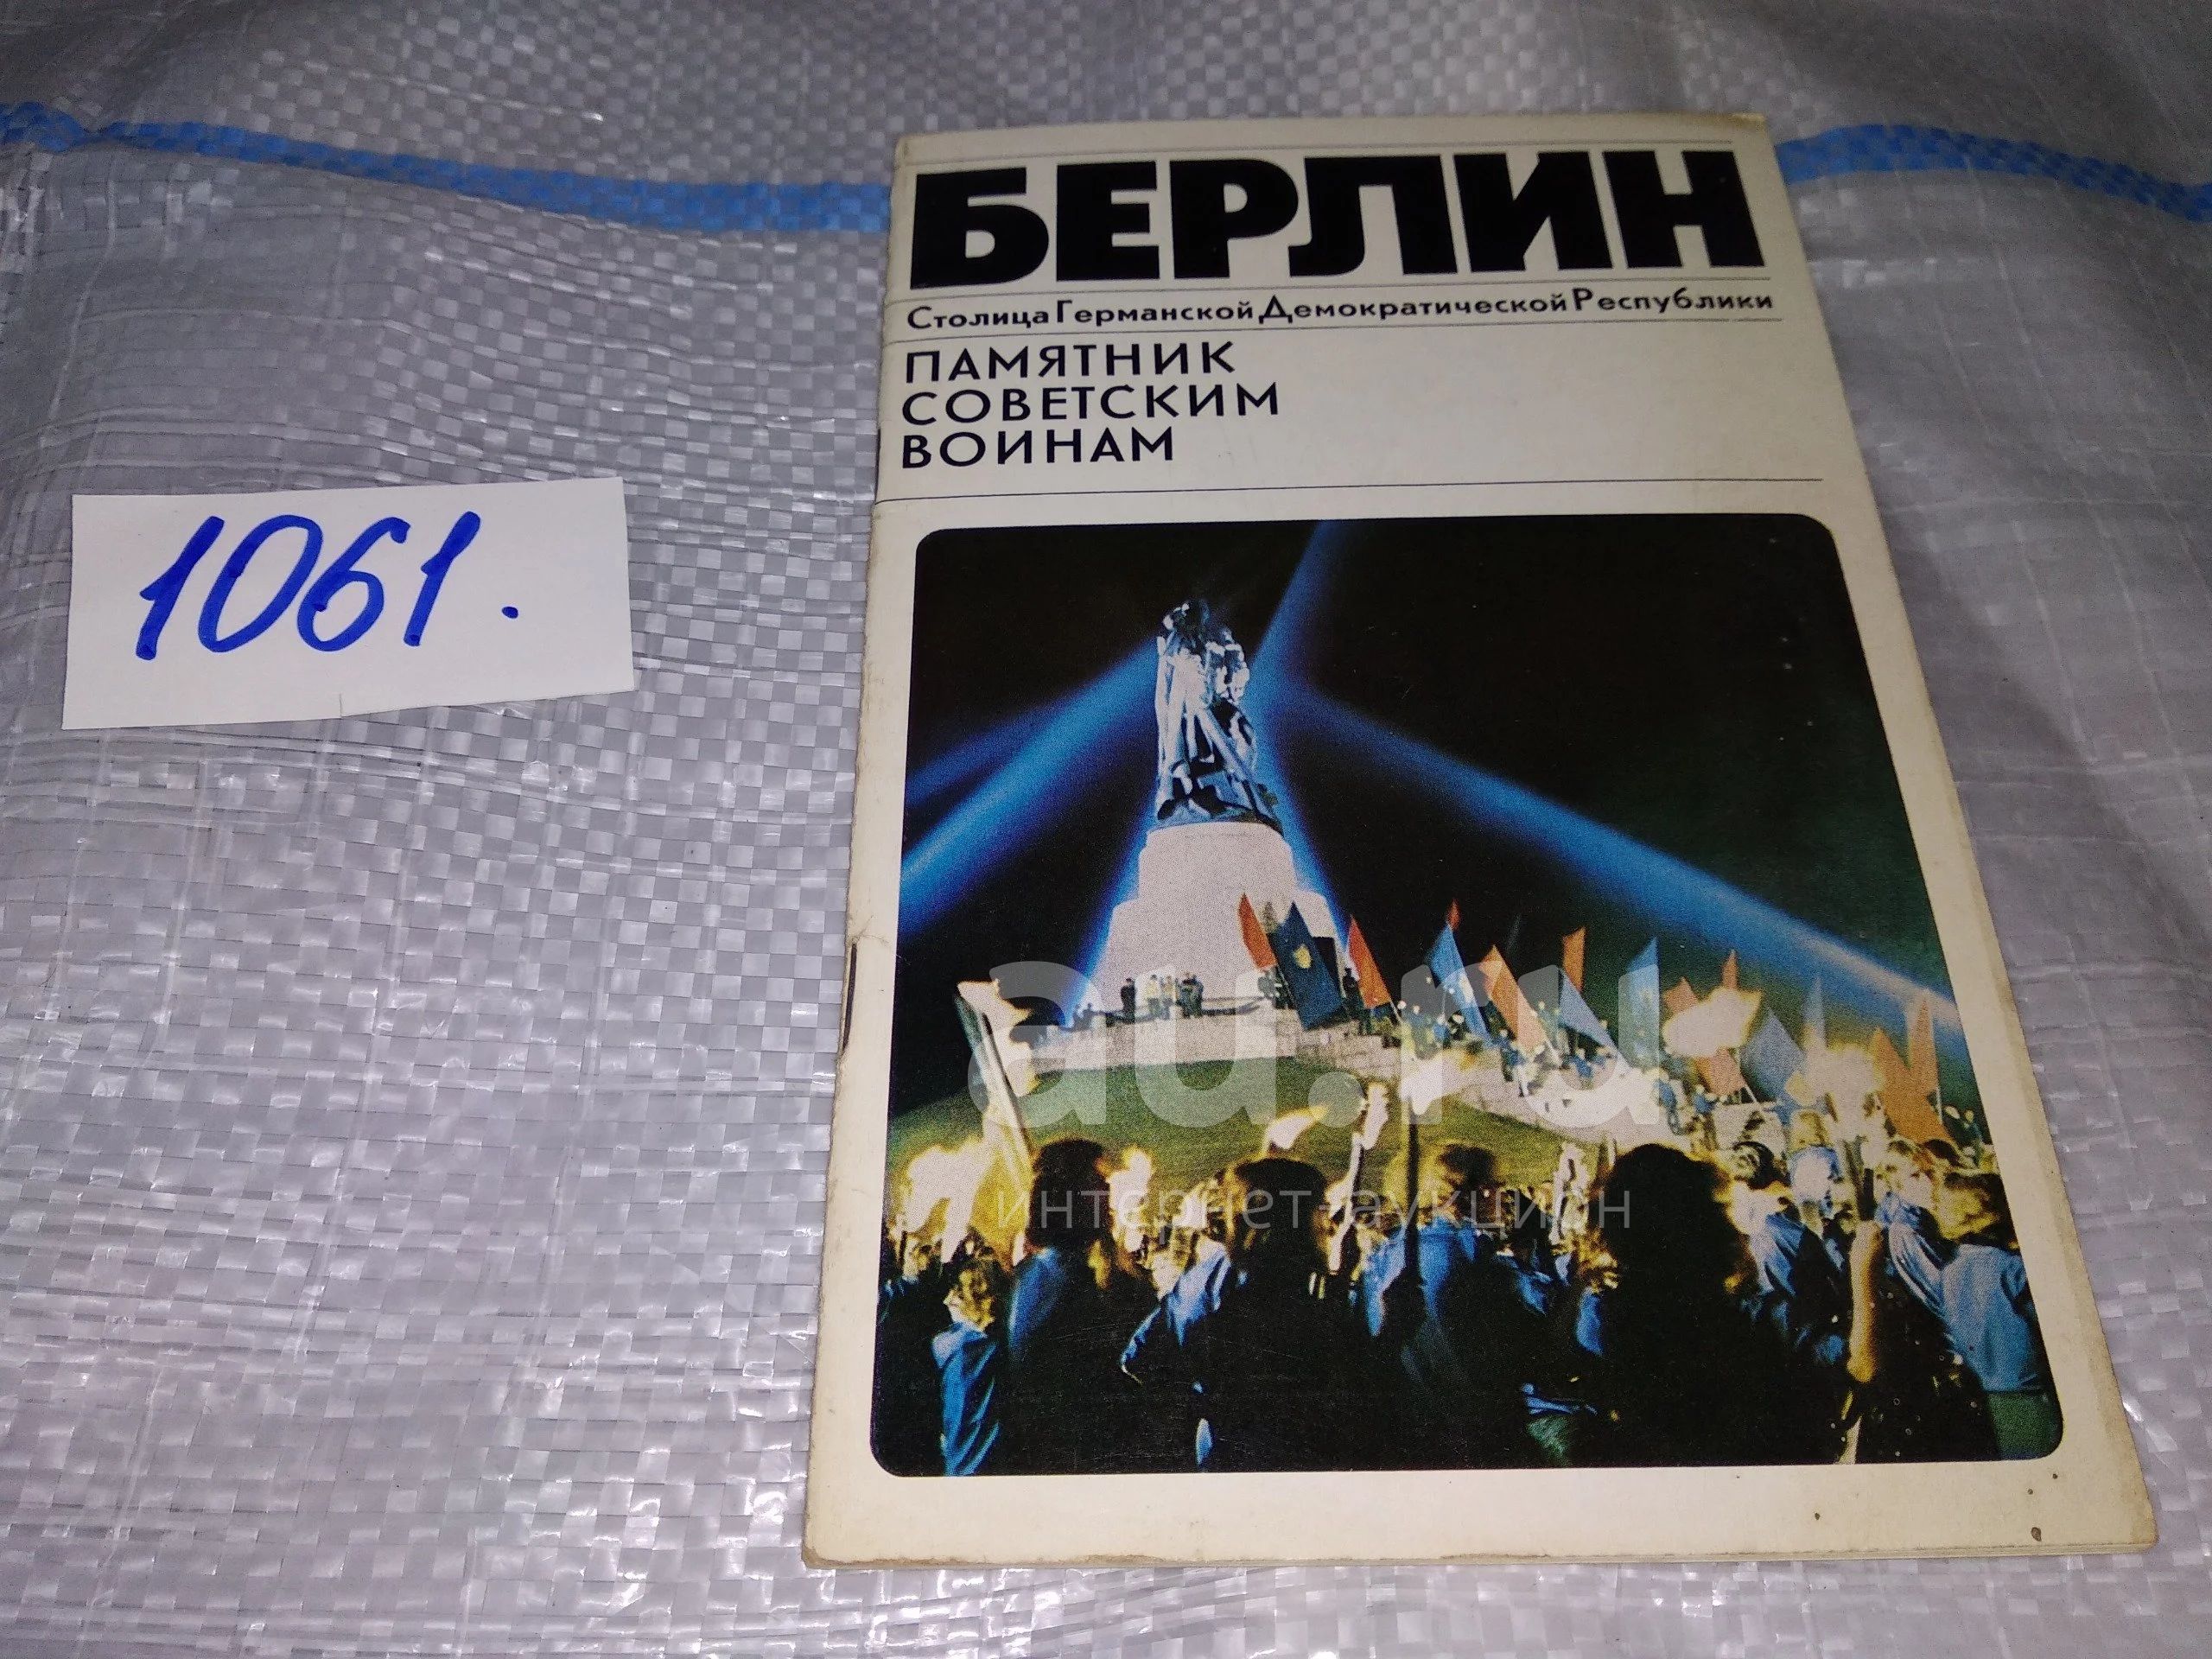 БЕРЛИН
Столица Германской Демократической Республики
ПАМЯТНИК
СОВЕТСКИМ
ВОИНАМ
1061.
au.ru
интернет-аукцион